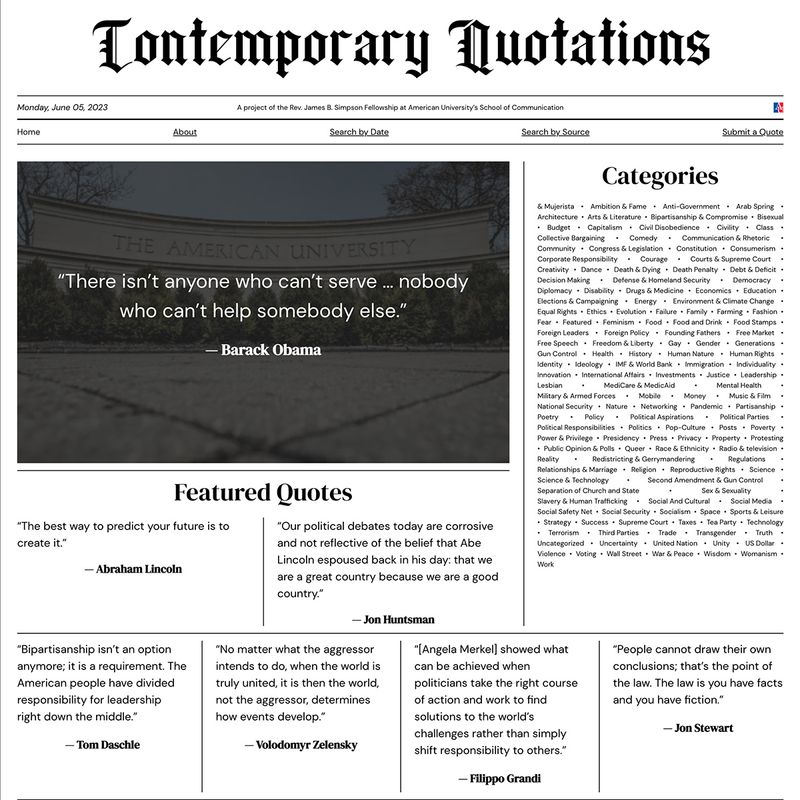 Contemporary Quotations
Monday, June 05, 2023
A project of the Rev. James B. Simpson Fellowship at American University's School of Communication
Home
About
Search by Date
Search by Source
Submit a Quote
THE AMERICAN UNIVERSITY
“There isn’t anyone who can’t serve ... nobody
who can’t help somebody else.”
— Barack Obama
Categories
& Mujerista • Ambition & Fame • Anti-Government • Arab Spring •
Architecture • Arts & Literature • Bipartisanship & Compromise • Bisexual
• Budget • Capitalism • Civil Disobedience • Civility • Class •
Collective Bargaining • Comedy • Communication & Rhetoric •
Community • Congress & Legislation • Constitution • Consumerism •
Corporate Responsibility • Courage • Courts & Supreme Court •
Creativity • Dance • Death & Dying • Death Penalty • Debt & Deficit •
Decision Making • Defense & Homeland Security • Democracy •
Diplomacy • Disability • Drugs & Medicine • Economics • Education •
Elections & Campaigning • Energy • Environment & Climate Change •
Equal Rights • Ethics • Evolution • Failure • Family • Farming • Fashion •
Fear • Featured • Feminism • Food • Food and Drink • Food Stamps •
Foreign Leaders • Foreign Policy • Founding Fathers • Free Market •
Free Speech • Freedom & Liberty • Gay • Gender • Generations •
Gun Control • Health • History • Human Nature • Human Rights •
Identity • Ideology • IMF & World Bank • Immigration • Individuality •
Innovation • International Affairs • Investments • Justice • Leadership •
Lesbian • MediCare & MedicAid • Mental Health •
Military & Armed Forces • Mobile • Money • Music & Film •
National Security • Nature • Networking • Pandemic • Partisanship •
Poetry • Policy • Political Aspirations • Political Parties •
Political Responsibilities • Politics • Pop-Culture • Posts • Poverty •
Power & Privilege • Presidency • Press • Privacy • Property • Protesting
• Public Opinion & Polls • Queer • Race & Ethnicity • Radio & television •
Reality • Redistricting & Gerrymandering • Regulations •
Relationships & Marriage • Religion • Reproductive Rights • Science •
Science & Technology • Second Amendment & Gun Control •
Separation of Church and State • Sex & Sexuality •
Slavery & Human Trafficking • Social And Cultural • Social Media •
Social Safety Net • Social Security • Socialism • Space • Sports & Leisure
• Strategy • Success • Supreme Court • Taxes • Tea Party • Technology
• Terrorism • Third Parties • Trade • Transgender • Truth •
Uncategorized • Uncertainty • United Nation • Unity • US Dollar •
Violence • Voting • Wall Street • War & Peace • Wisdom • Womanism •
Work
Featured Quotes
“The best way to predict your future is to
create it.”
— Abraham Lincoln
“Our political debates today are corrosive
and not reflective of the belief that Abe
Lincoln espoused back in his day: that we
are a great country because we are a good
country.”
— Jon Huntsman
“Bipartisanship isn’t an option
anymore; it is a requirement. The
American people have divided
responsibility for leadership
right down the middle.”
— Tom Daschle
“No matter what the aggressor
intends to do, when the world is
truly united, it is then the world,
not the aggressor, determines
how events develop.”
— Volodomyr Zelensky
“[Angela Merkel] showed what
can be achieved when
politicians take the right course
of action and work to find
solutions to the world’s
challenges rather than simply
shift responsibility to others.”
— Filippo Grandi
“People cannot draw their own
conclusions; that’s the point of
the law. The law is you have facts
and you have fiction.”
— Jon Stewart